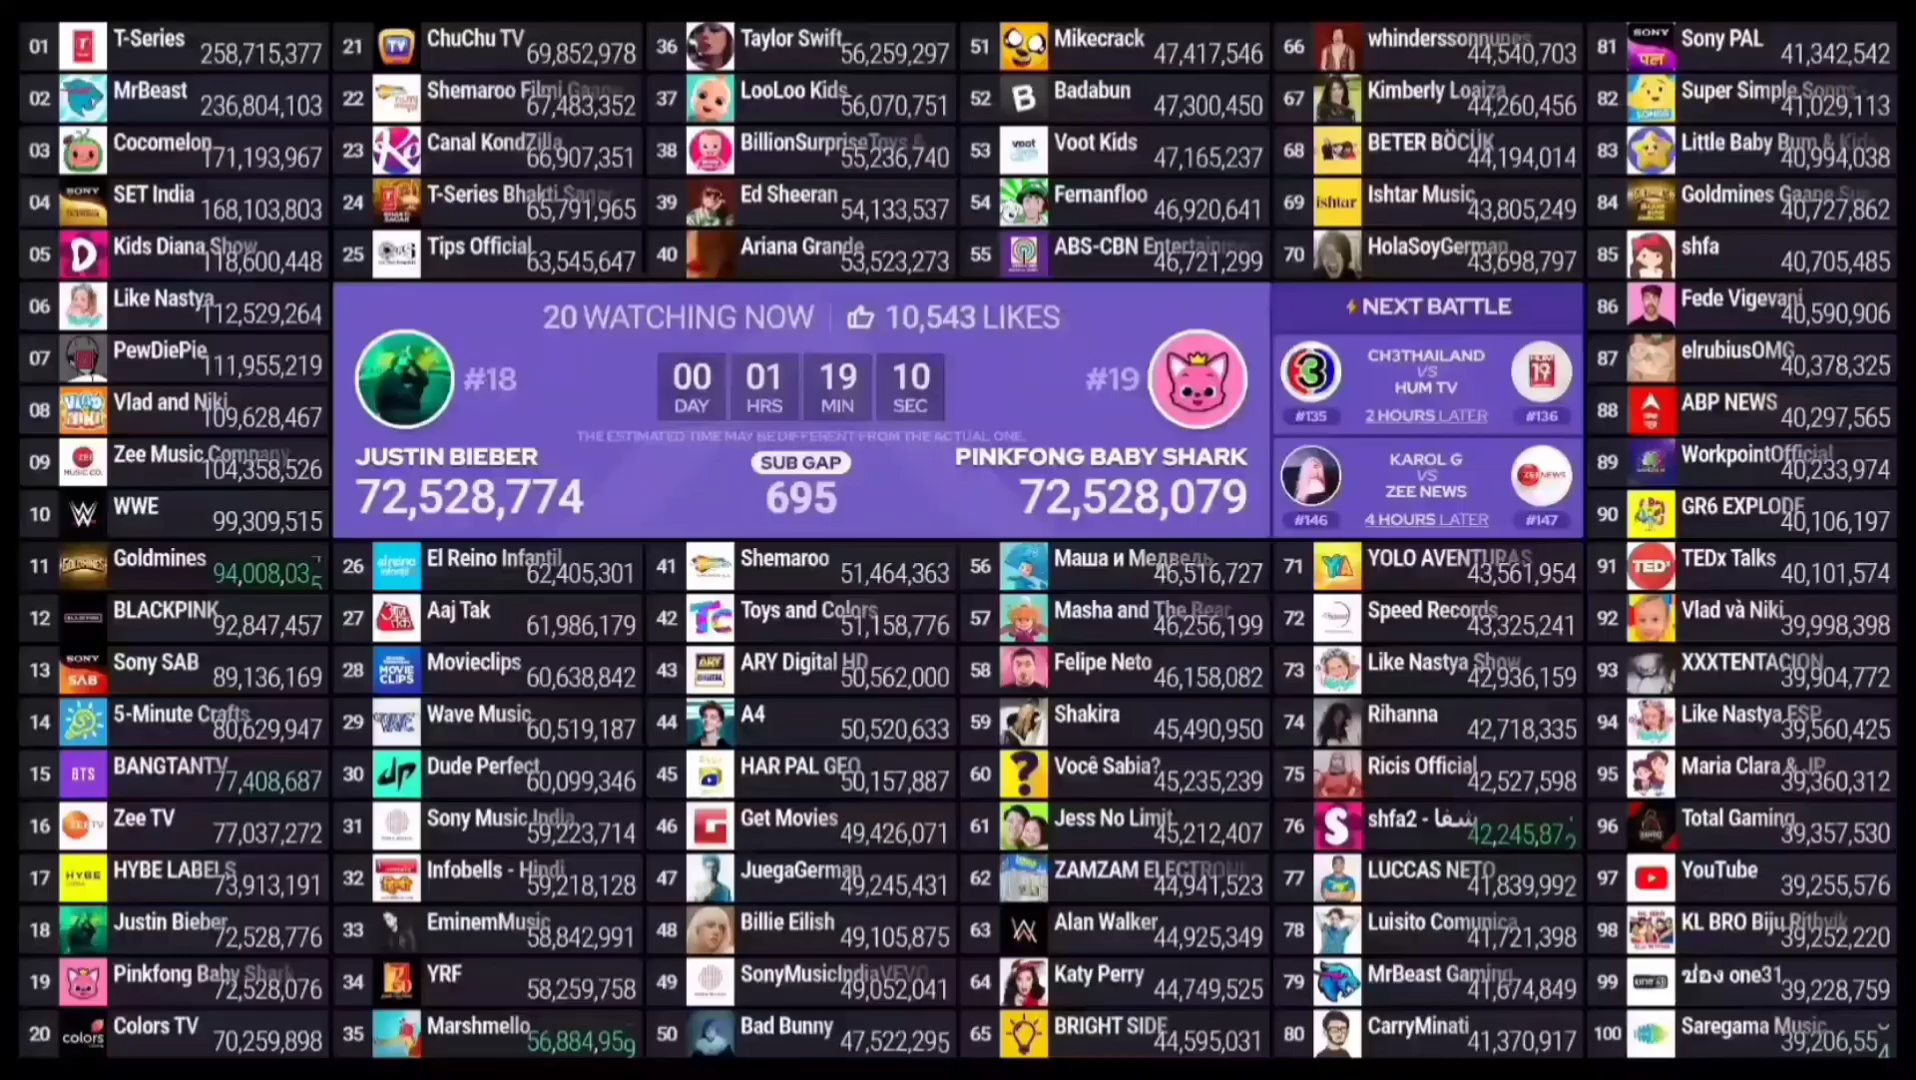 01 T-Series 258,715,377
02 MrBeast 236,804,103
03 Cocomelon 171,193,967
04 SET India 168,103,803
05 Kids Diana Show 118,600,448
06 Like Nastya 112,529,264
07 PewDiePie 111,955,219
08 Vlad and Niki 109,628,467
09 Zee Music Company 104,358,526
10 WWE 99,309,515
11 Goldmines 94,008,03
12 BLACKPINK 92,847,457
13 Sony SAB 89,136,169
14 5-Minute Crafts 80,629,947
15 BANGTANTV 77,408,687
16 Zee TV 77,037,272
17 HYBE LABELS 73,913,191
18 Justin Bieber 72,528,776
19 Pinkfong Baby Shark 72,528,076
20 Colors TV 70,259,898
21 ChuChu TV 69,852,978
22 Shemaroo Filmi Gaane 67,483,352
23 Canal KondZilla 66,907,351
24 T-Series Bhakti Sagar 65,791,965
25 Tips Official 63,545,647
36 Taylor Swift 56,259,297
37 LooLoo Kids 56,070,751
38 BillionSurpriseToys & 55,236,740
39 Ed Sheeran 54,133,537
40 Ariana Grande 53,523,273
51 Mikecrack 47,417,546
52 Badabun 47,300,450
53 Voot Kids 47,165,237
54 Fernanfloo 46,920,641
55 ABS-CBN Entertainme 46,721,299
66 whinderssonnunes 44,540,703
67 Kimberly Loaiza 44,260,456
68 BETER BÖCÜK 44,194,014
69 Ishtar Music 43,805,249
70 HolaSoyGerman 43,698,797
20 WATCHING NOW 10,543 LIKES
#18
00 DAY 01 HRS 19 MIN 10 SEC
#19
THE ESTIMATED TIME MAY BE DIFFERENT FROM THE ACTUAL ONE.
JUSTIN BIEBER
72,528,774
SUB GAP
695
PINKFONG BABY SHARK
72,528,079
NEXT BATTLE
CH3THAILAND
VS
HUM TV
#135 2 HOURS LATER #136
KAROL G
VS
ZEE NEWS
#146 4 HOURS LATER #147
26 El Reino Infantil 62,405,301
27 Aaj Tak 61,986,179
28 Movieclips 60,638,842
29 Wave Music 60,519,187
30 Dude Perfect 60,099,346
31 Sony Music India 59,223,714
32 Infobells - Hindi 59,218,128
33 EminemMusic 58,842,991
34 YRF 58,259,758
35 Marshmello 56,884,959
41 Shemaroo 51,464,363
42 Toys and Colors 51,158,776
43 ARY Digital HD 50,562,000
44 A4 50,520,633
45 HAR PAL GEO 50,157,887
46 Get Movies 49,426,071
47 JuegaGerman 49,245,431
48 Billie Eilish 49,105,875
49 SonyMusicIndiaVEVO 49,052,041
50 Bad Bunny 47,522,295
56 Маша и Медведь 46,516,727
57 Masha and The Bear 46,256,199
58 Felipe Neto 46,158,082
59 Shakira 45,490,950
60 Você Sabia? 45,235,239
61 Jess No Limit 45,212,407
62 ZAMZAM ELECTRONI 44,941,523
63 Alan Walker 44,925,349
64 Katy Perry 44,749,525
65 BRIGHT SIDE 44,595,031
71 YOLO AVENTURAS 43,561,954
72 Speed Records 43,325,241
73 Like Nastya Show 42,936,159
74 Rihanna 42,718,335
75 Ricis Official 42,527,598
76 shfa2 - شفا 42,245,872
77 LUCCAS NETO 41,839,992
78 Luisito Comunica 41,721,398
79 MrBeast Gaming 41,674,849
80 CarryMinati 41,370,917
81 Sony PAL 41,342,542
82 Super Simple Songs - 41,029,113
83 Little Baby Bum & Kids 40,994,038
84 Goldmines Gaane Sun 40,727,862
85 shfa 40,705,485
86 Fede Vigevani 40,590,906
87 elrubiusOMG 40,378,325
88 ABP NEWS 40,297,565
89 WorkpointOfficial 40,233,974
90 GR6 EXPLODE 40,106,197
91 TEDx Talks 40,101,574
92 Vlad và Niki 39,998,398
93 XXXTENTACION 39,904,772
94 Like Nastya ESP 39,560,425
95 Maria Clara & JP 39,360,312
96 Total Gaming 39,357,530
97 YouTube 39,255,576
98 KL BRO Biju Rithvik 39,252,220
99 ช่อง one31 39,228,759
100 Saregama Music 39,206,55